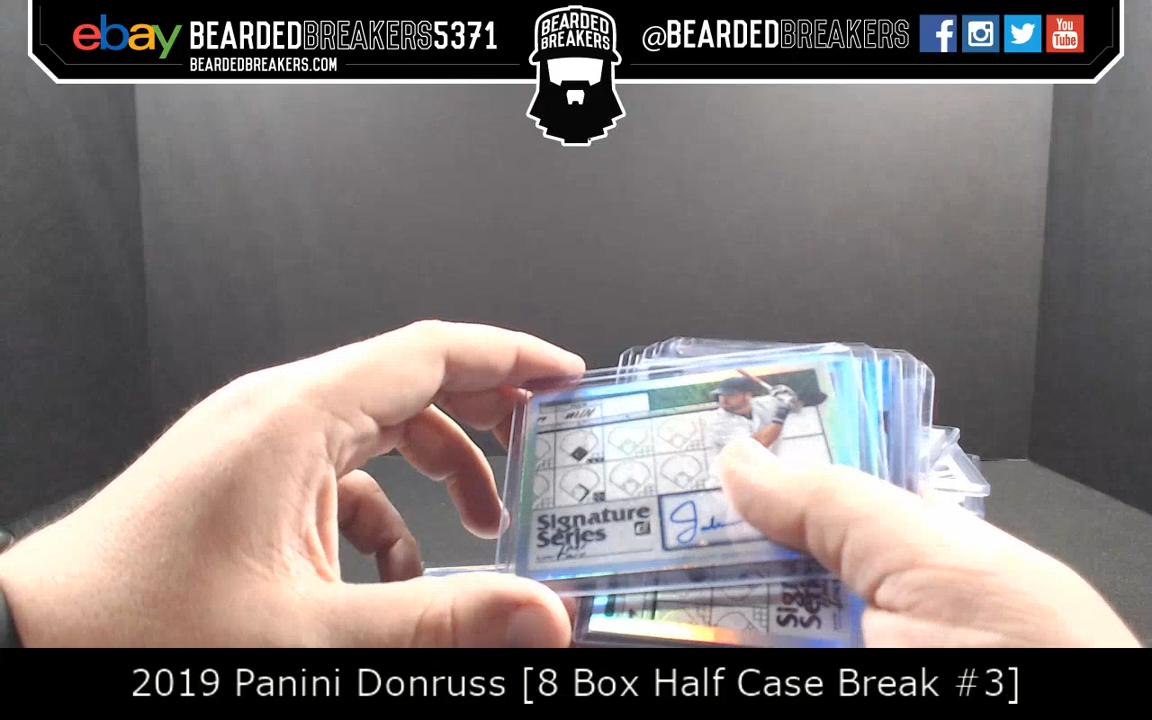 ebay BEARDEDBREAKERS5371
BEARDEDBREAKERS.COM
BEARDED
BREAKERS
@BEARDEDBREAKERS
You
Tube
MIN
Signature
Series
2019 Panini Donruss [8 Box Half Case Break #3]